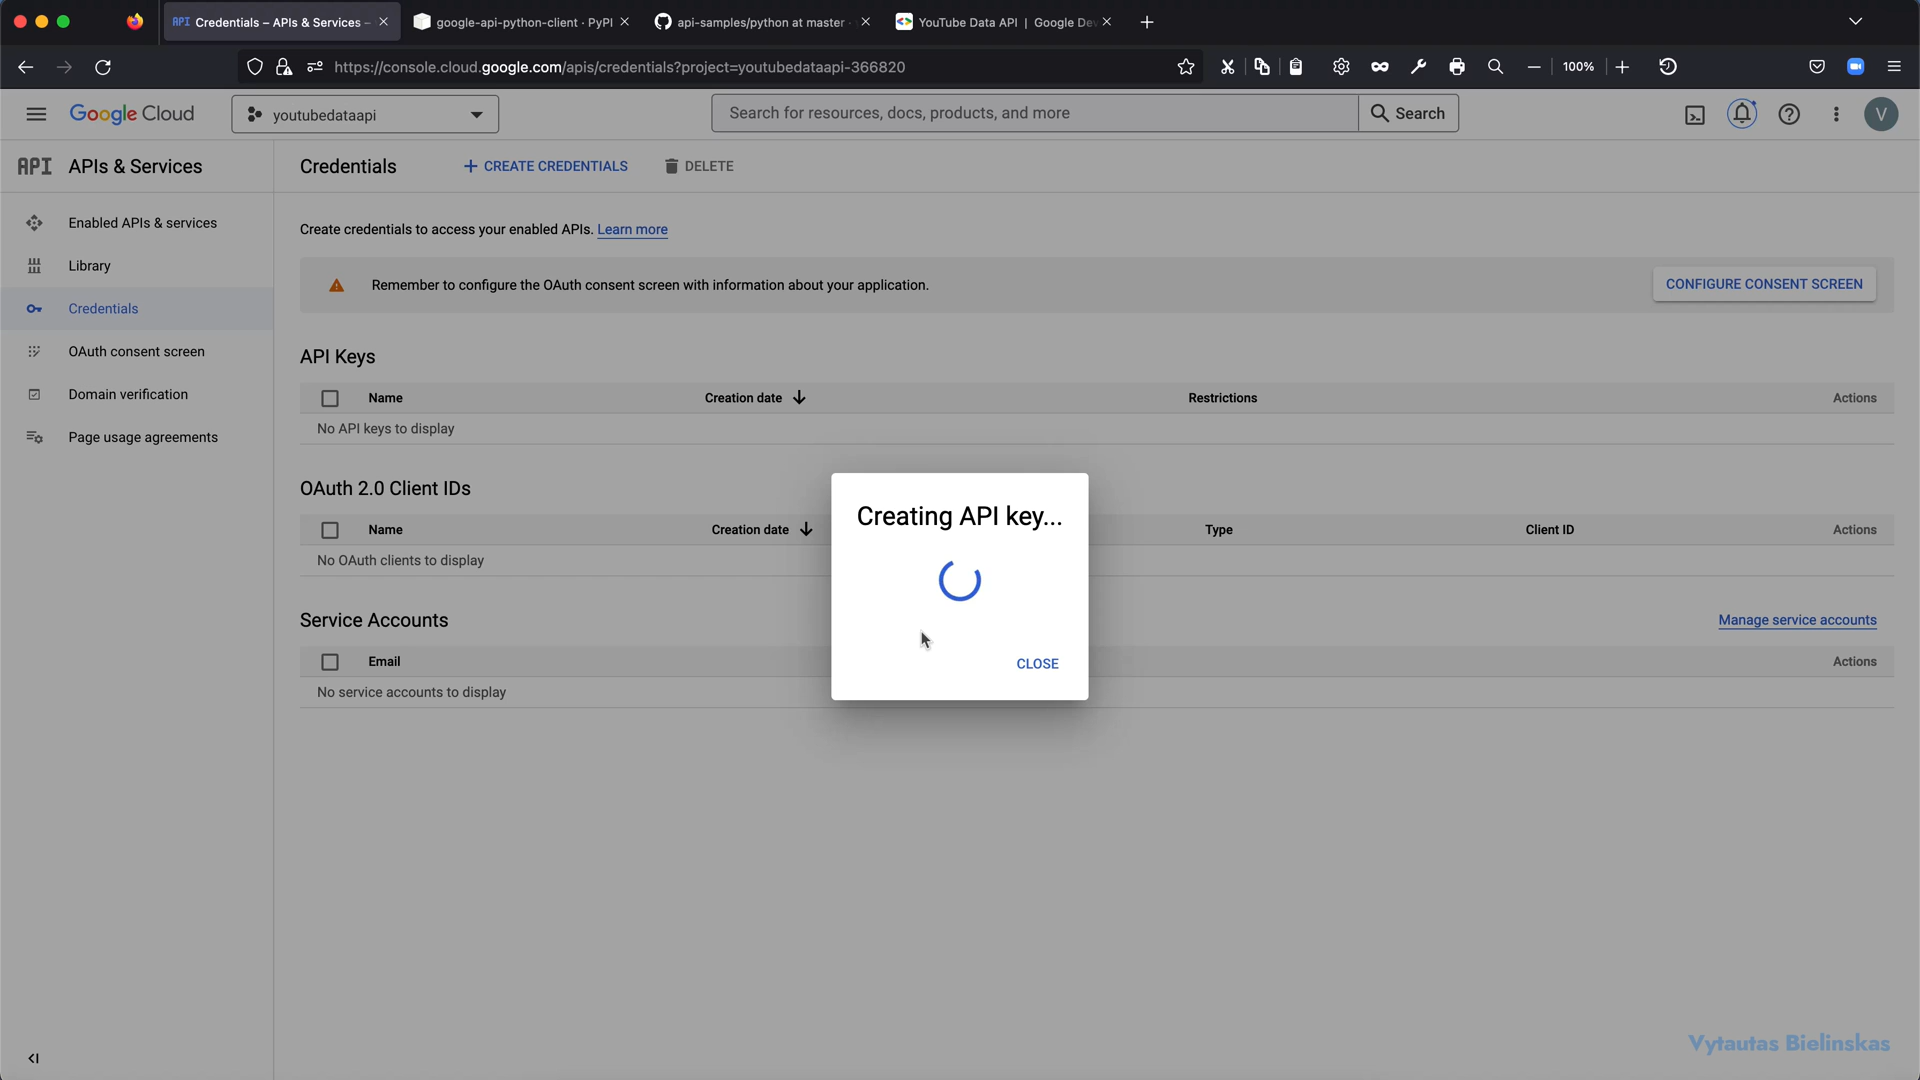 API Credentials – APIs & Services –
google-api-python-client · PyPI
api-samples/python at master ·
YouTube Data API | Google De
https://console.cloud.google.com/apis/credentials?project=youtubedataapi-366820
100%
Google Cloud
youtubedataapi
Search for resources, docs, products, and more
Search
V
API APIs & Services
Credentials
CREATE CREDENTIALS
DELETE
Enabled APIs & services
Library
Credentials
OAuth consent screen
Domain verification
Page usage agreements
Create credentials to access your enabled APIs. Learn more
Remember to configure the OAuth consent screen with information about your application.
CONFIGURE CONSENT SCREEN
API Keys
Name Creation date Restrictions Actions
No API keys to display
OAuth 2.0 Client IDs
Name Creation date Type Client ID Actions
No OAuth clients to display
Service Accounts
Manage service accounts
Email Actions
No service accounts to display
Creating API key...
CLOSE
Vytautas Bielinskas